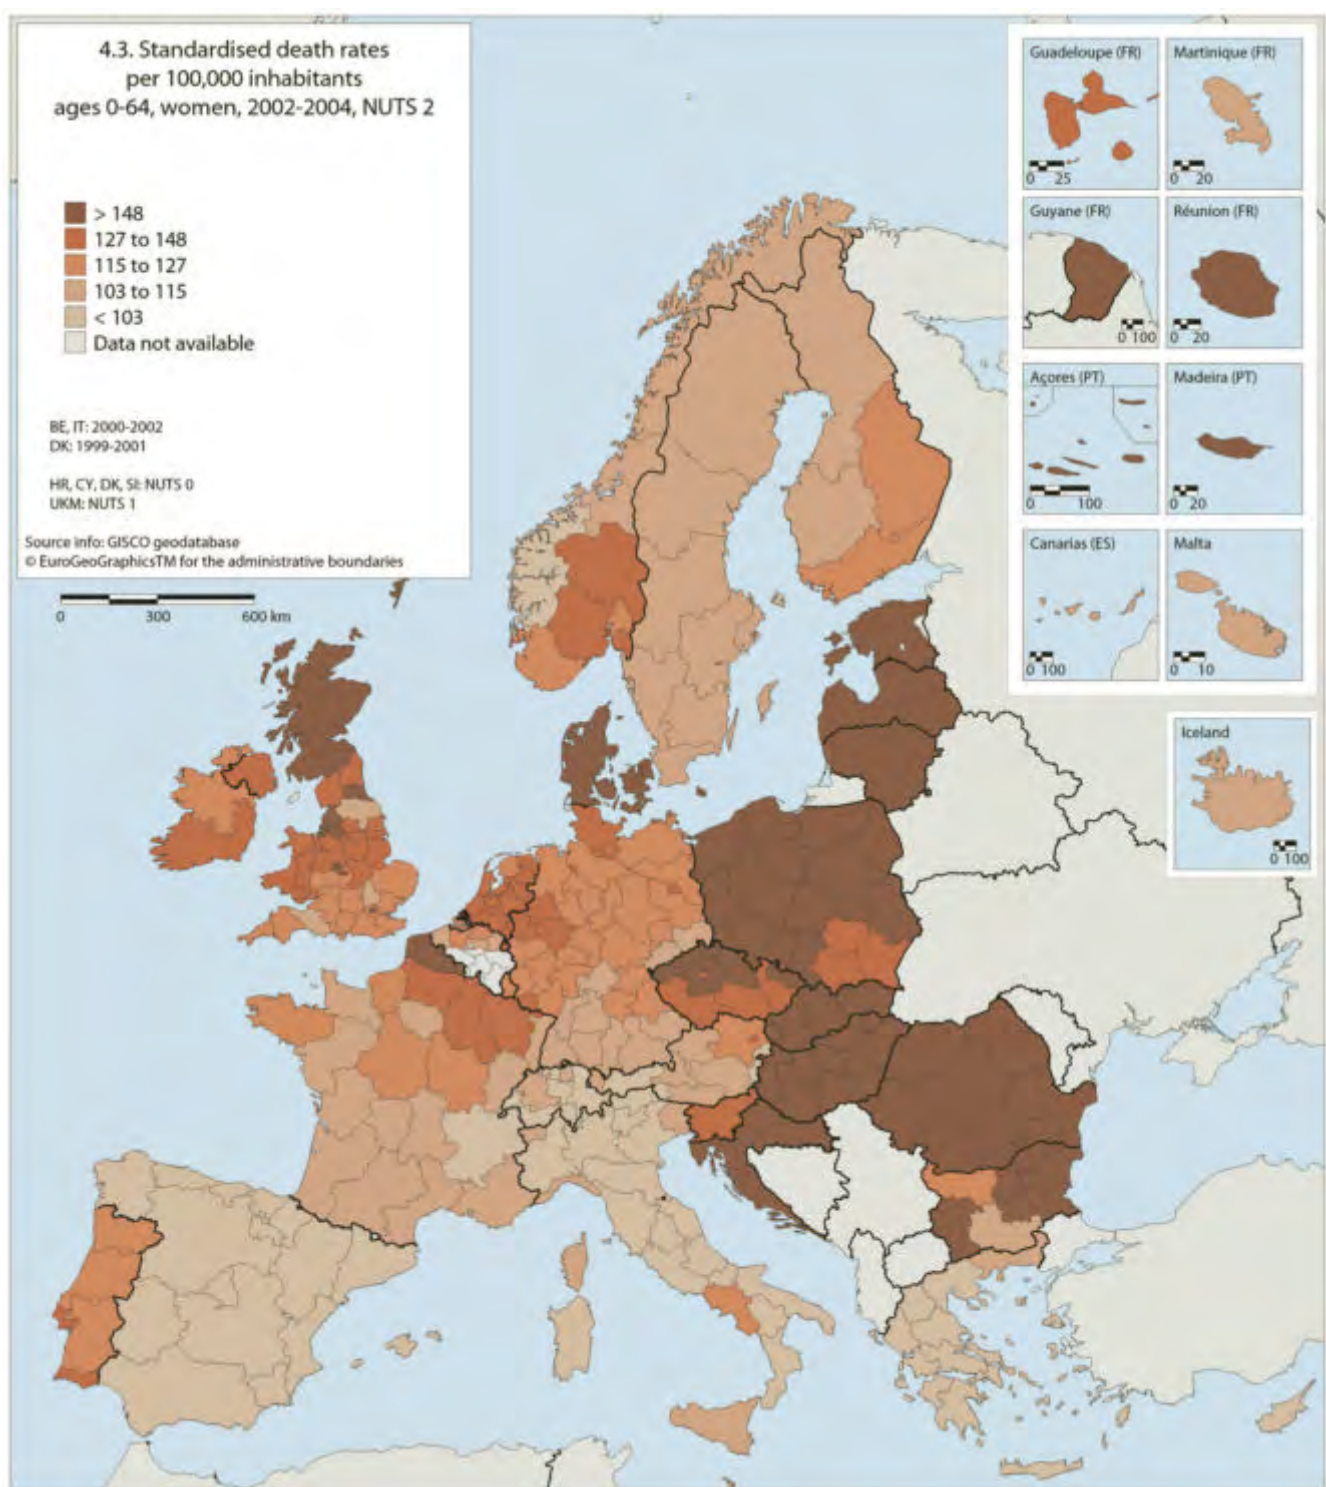 4.3. Standardised death rates
per 100,000 inhabitants
ages 0-64, women, 2002-2004, NUTS 2
> 148
127 to 148
115 to 127
103 to 115
< 103
Data not available
BE, IT: 2000-2002
DK: 1999-2001
HR, CY, DK, SI: NUTS 0
UKM: NUTS 1
Source info: GISCO geodatabase
© EuroGeoGraphicsTM for the administrative boundaries
0 300 600 km
Guadeloupe (FR)
0 25
Martinique (FR)
0 20
Guyane (FR)
0 100
Réunion (FR)
0 20
Açores (PT)
0 100
Madeira (PT)
0 20
Canarias (ES)
0 100
Malta
0 10
Iceland
0 100